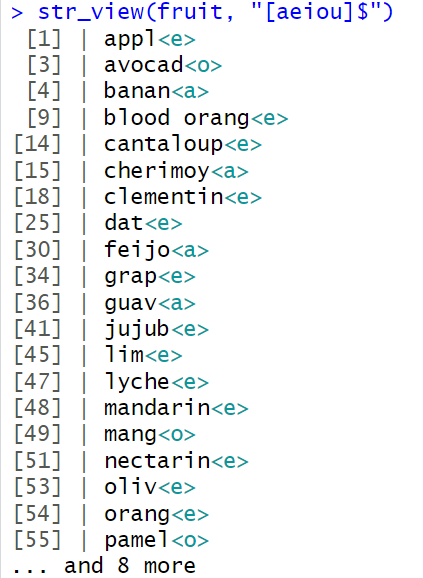 > str_view(fruit, "[aeiou]$")
[1] │ appl<e>
[3] │ avocad<o>
[4] │ banan<a>
[9] │ blood orang<e>
[14] │ cantaloup<e>
[15] │ cherimoy<a>
[18] │ clementin<e>
[25] │ dat<e>
[30] │ feijo<a>
[34] │ grap<e>
[36] │ guav<a>
[41] │ jujub<e>
[45] │ lim<e>
[47] │ lyche<e>
[48] │ mandarin<e>
[49] │ mang<o>
[51] │ nectarin<e>
[53] │ oliv<e>
[54] │ orang<e>
[55] │ pamel<o>
... and 8 more